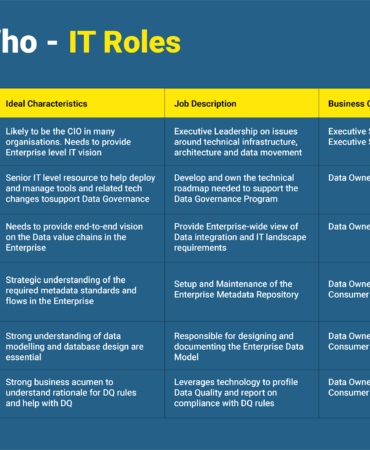 ho - IT Roles
Ideal Characteristics
Job Description
Business
Likely to be the CIO in many
organisations. Needs to provide
Enterprise level IT vision
Executive Leadership on issues
around technical infrastructure,
architecture and data movement
Executive
Executive
Senior IT level resource to help deploy
and manage tools and related tech
changes tosupport Data Governance
Develop and own the technical
roadmap needed to support the
Data Governance Program
Data Owne
Needs to provide end-to-end vision
on the Data value chains in the
Enterprise
Provide Enterprise-wide view of
Data integration and IT landscape
requirements
Data Owne
Strategic understanding of the
required metadata standards and
flows in the Enterprise
Setup and Maintenance of the
Enterprise Metadata Repository
Data Owne
Consumer
Strong understanding of data
modelling and database design are
essential
Responsible for designing and
documenting the Enterprise Data
Model
Data Owne
Consumer
Strong business acumen to
understand rationale for DQ rules
and help with DQ
Leverages technology to profile
Data Quality and report on
compliance with DQ rules
Data Owne
Consumer